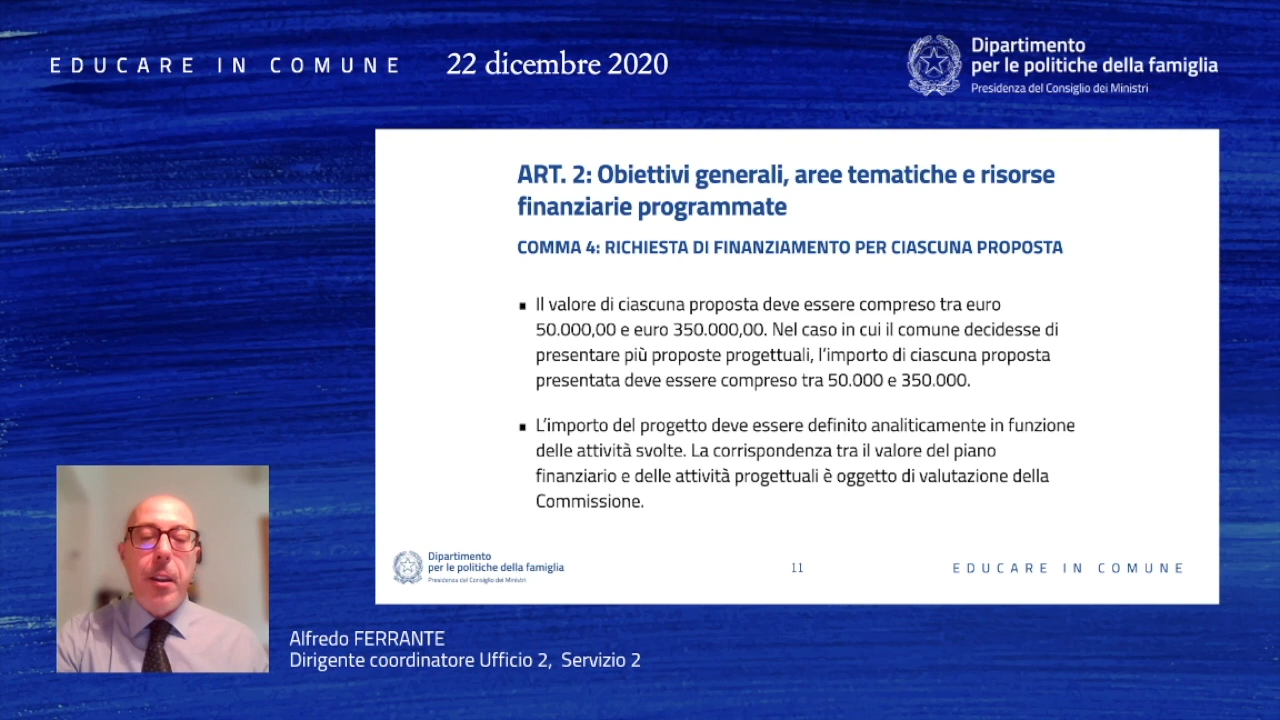 EDUCARE IN COMUNE
22 dicembre 2020
Dipartimento
per le politiche della famiglia
Presidenza del Consiglio dei Ministri
ART. 2: Obiettivi generali, aree tematiche e risorse
finanziarie programmate
COMMA 4: RICHIESTA DI FINANZIAMENTO PER CIASCUNA PROPOSTA
▪ Il valore di ciascuna proposta deve essere compreso tra euro
50.000,00 e euro 350.000,00. Nel caso in cui il comune decidesse di
presentare più proposte progettuali, l'importo di ciascuna proposta
presentata deve essere compreso tra 50.000 e 350.000.
▪ L'importo del progetto deve essere definito analiticamente in funzione
delle attività svolte. La corrispondenza tra il valore del piano
finanziario e delle attività progettuali è oggetto di valutazione della
Commissione.
Dipartimento
per le politiche della famiglia
Presidenza del Consiglio dei Ministri
11
EDUCARE IN COMUNE
Alfredo FERRANTE
Dirigente coordinatore Ufficio 2, Servizio 2